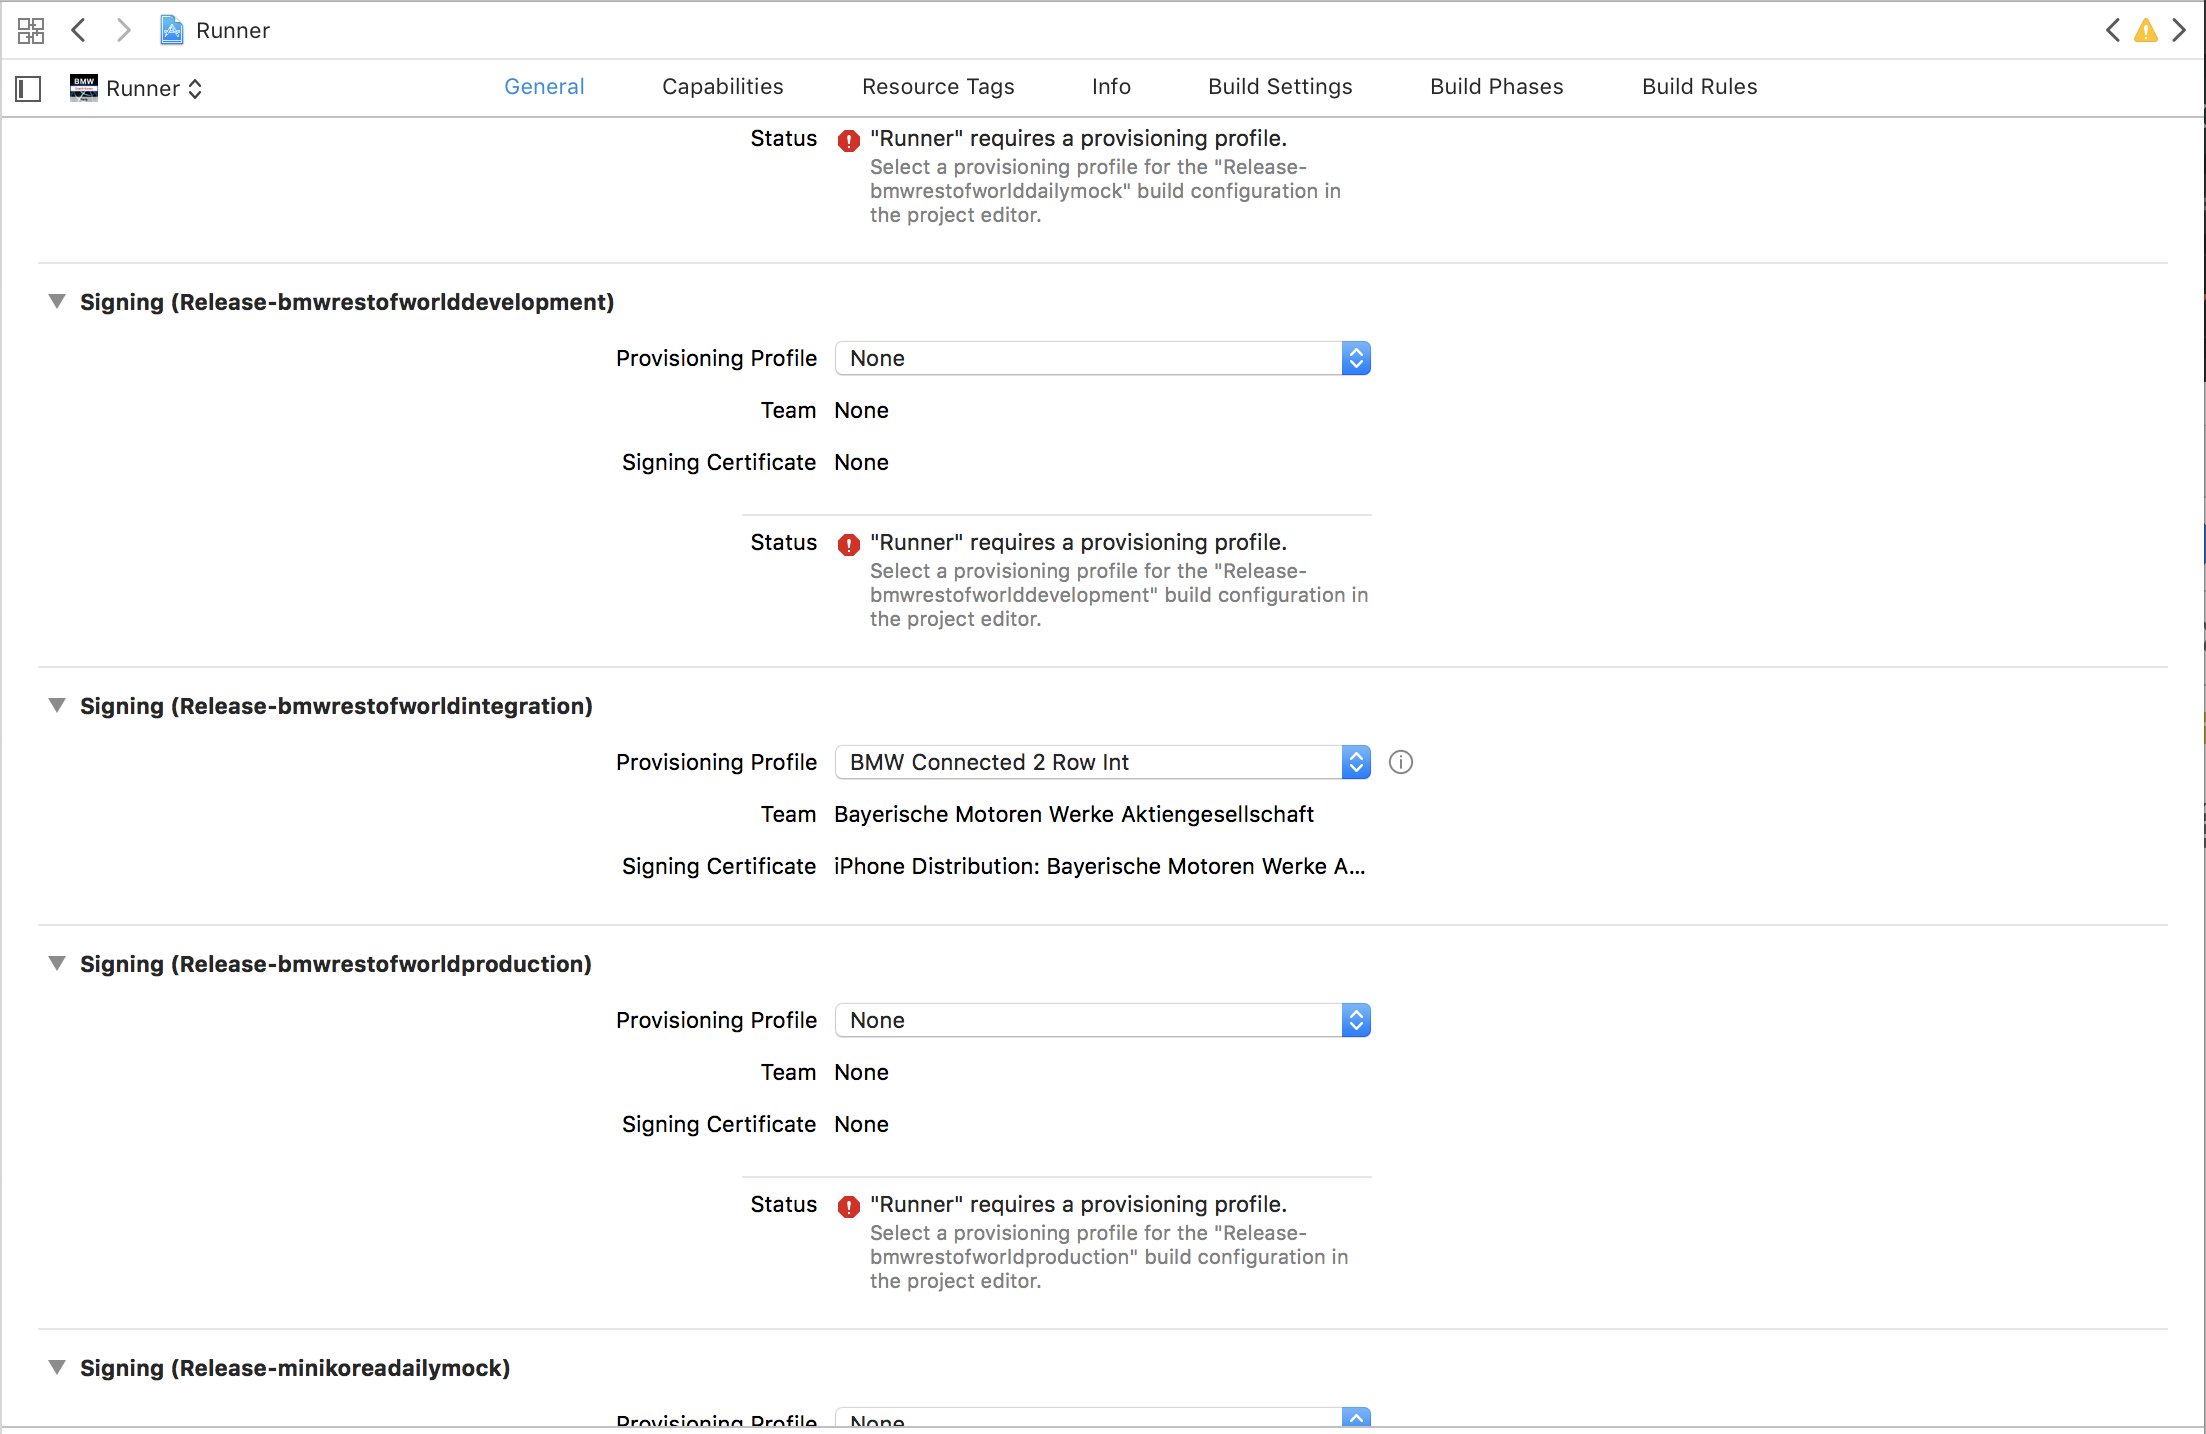 Runner
BMW
Runner
General
Capabilities
Resource Tags
Info
Build Settings
Build Phases
Build Rules
Status
"Runner" requires a provisioning profile.
Select a provisioning profile for the "Release-
bmwrestofworlddailymock" build configuration in
the project editor.
Signing (Release-bmwrestofworlddevelopment)
Provisioning Profile
None
Team
None
Signing Certificate
None
Status
"Runner" requires a provisioning profile.
Select a provisioning profile for the "Release-
bmwrestofworlddevelopment" build configuration in
the project editor.
Signing (Release-bmwrestofworldintegration)
Provisioning Profile
BMW Connected 2 Row Int
Team
Bayerische Motoren Werke Aktiengesellschaft
Signing Certificate
iPhone Distribution: Bayerische Motoren Werke A...
Signing (Release-bmwrestofworldproduction)
Provisioning Profile
None
Team
None
Signing Certificate
None
Status
"Runner" requires a provisioning profile.
Select a provisioning profile for the "Release-
bmwrestofworldproduction" build configuration in
the project editor.
Signing (Release-minikoreadailymock)
Provisioning Profile
None